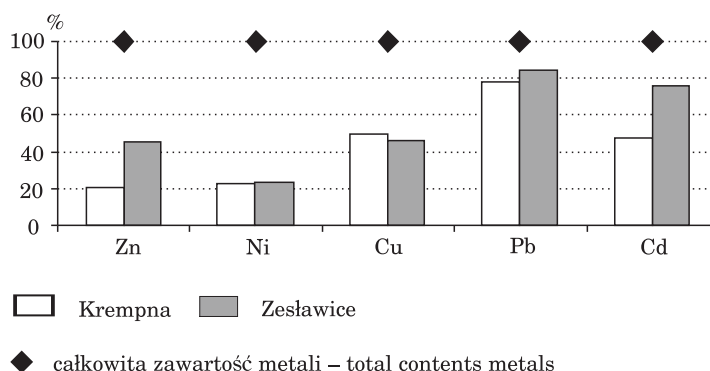 %
100
80
60
40
20
0
Zn Ni Cu Pb Cd
Krempna Zesławice
całkowita zawartość metali – total contents metals